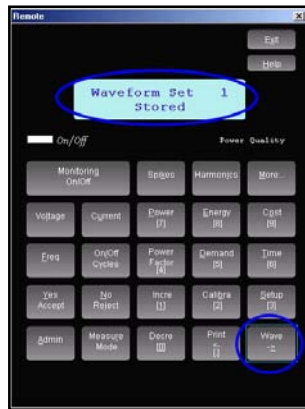 Remote
Exit
Help
Waveform Set 1
Stored
On/Off
Power Quality
Monitoring
On/Off
Spikes
Harmonics
More...
Voltage
Current
Power
[7]
Energy
[8]
Cost
[9]
Freq
On/Off
Cycles
Power
Factor
[4]
Demand
[5]
Time
[6]
Yes
Accept
No
Reject
Incre
[1]
Calibra
[2]
Setup
[3]
Admin
Measure
Mode
Decre
[0]
Print
<-
[]
Wave